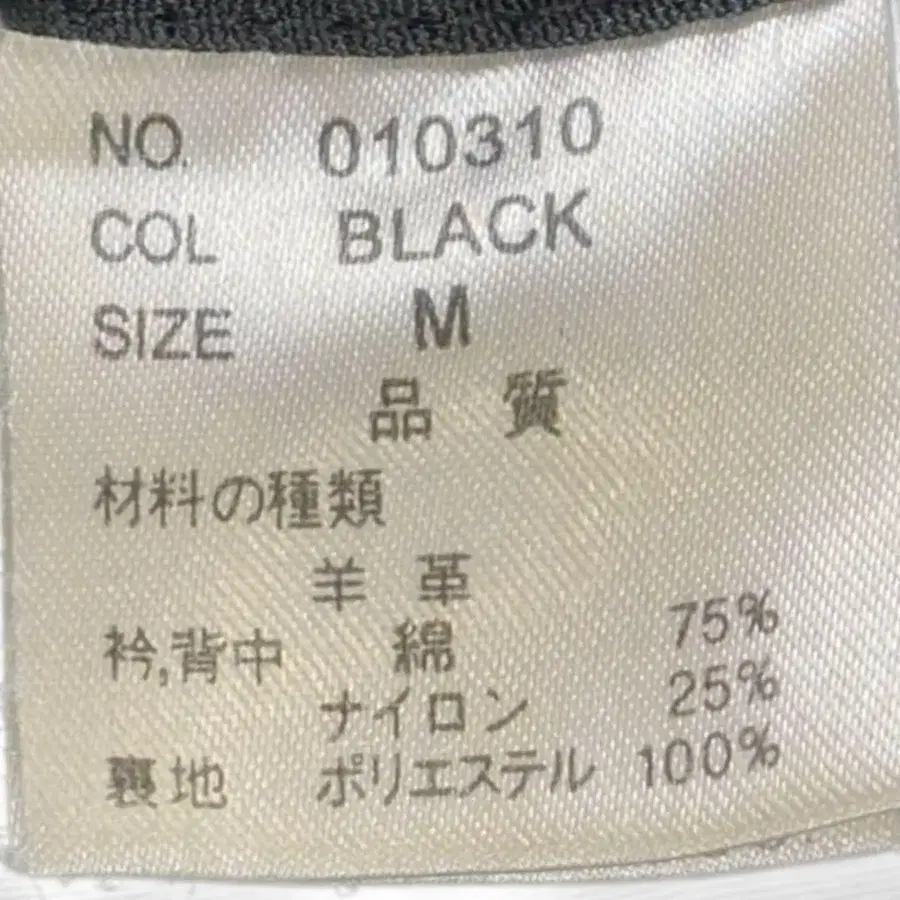 NO. 010310
COL BLACK
SIZE M
品 質
材料の種類
羊 革
衿,背中 綿 75%
ナイロン 25%
裏地 ポリエステル 100%